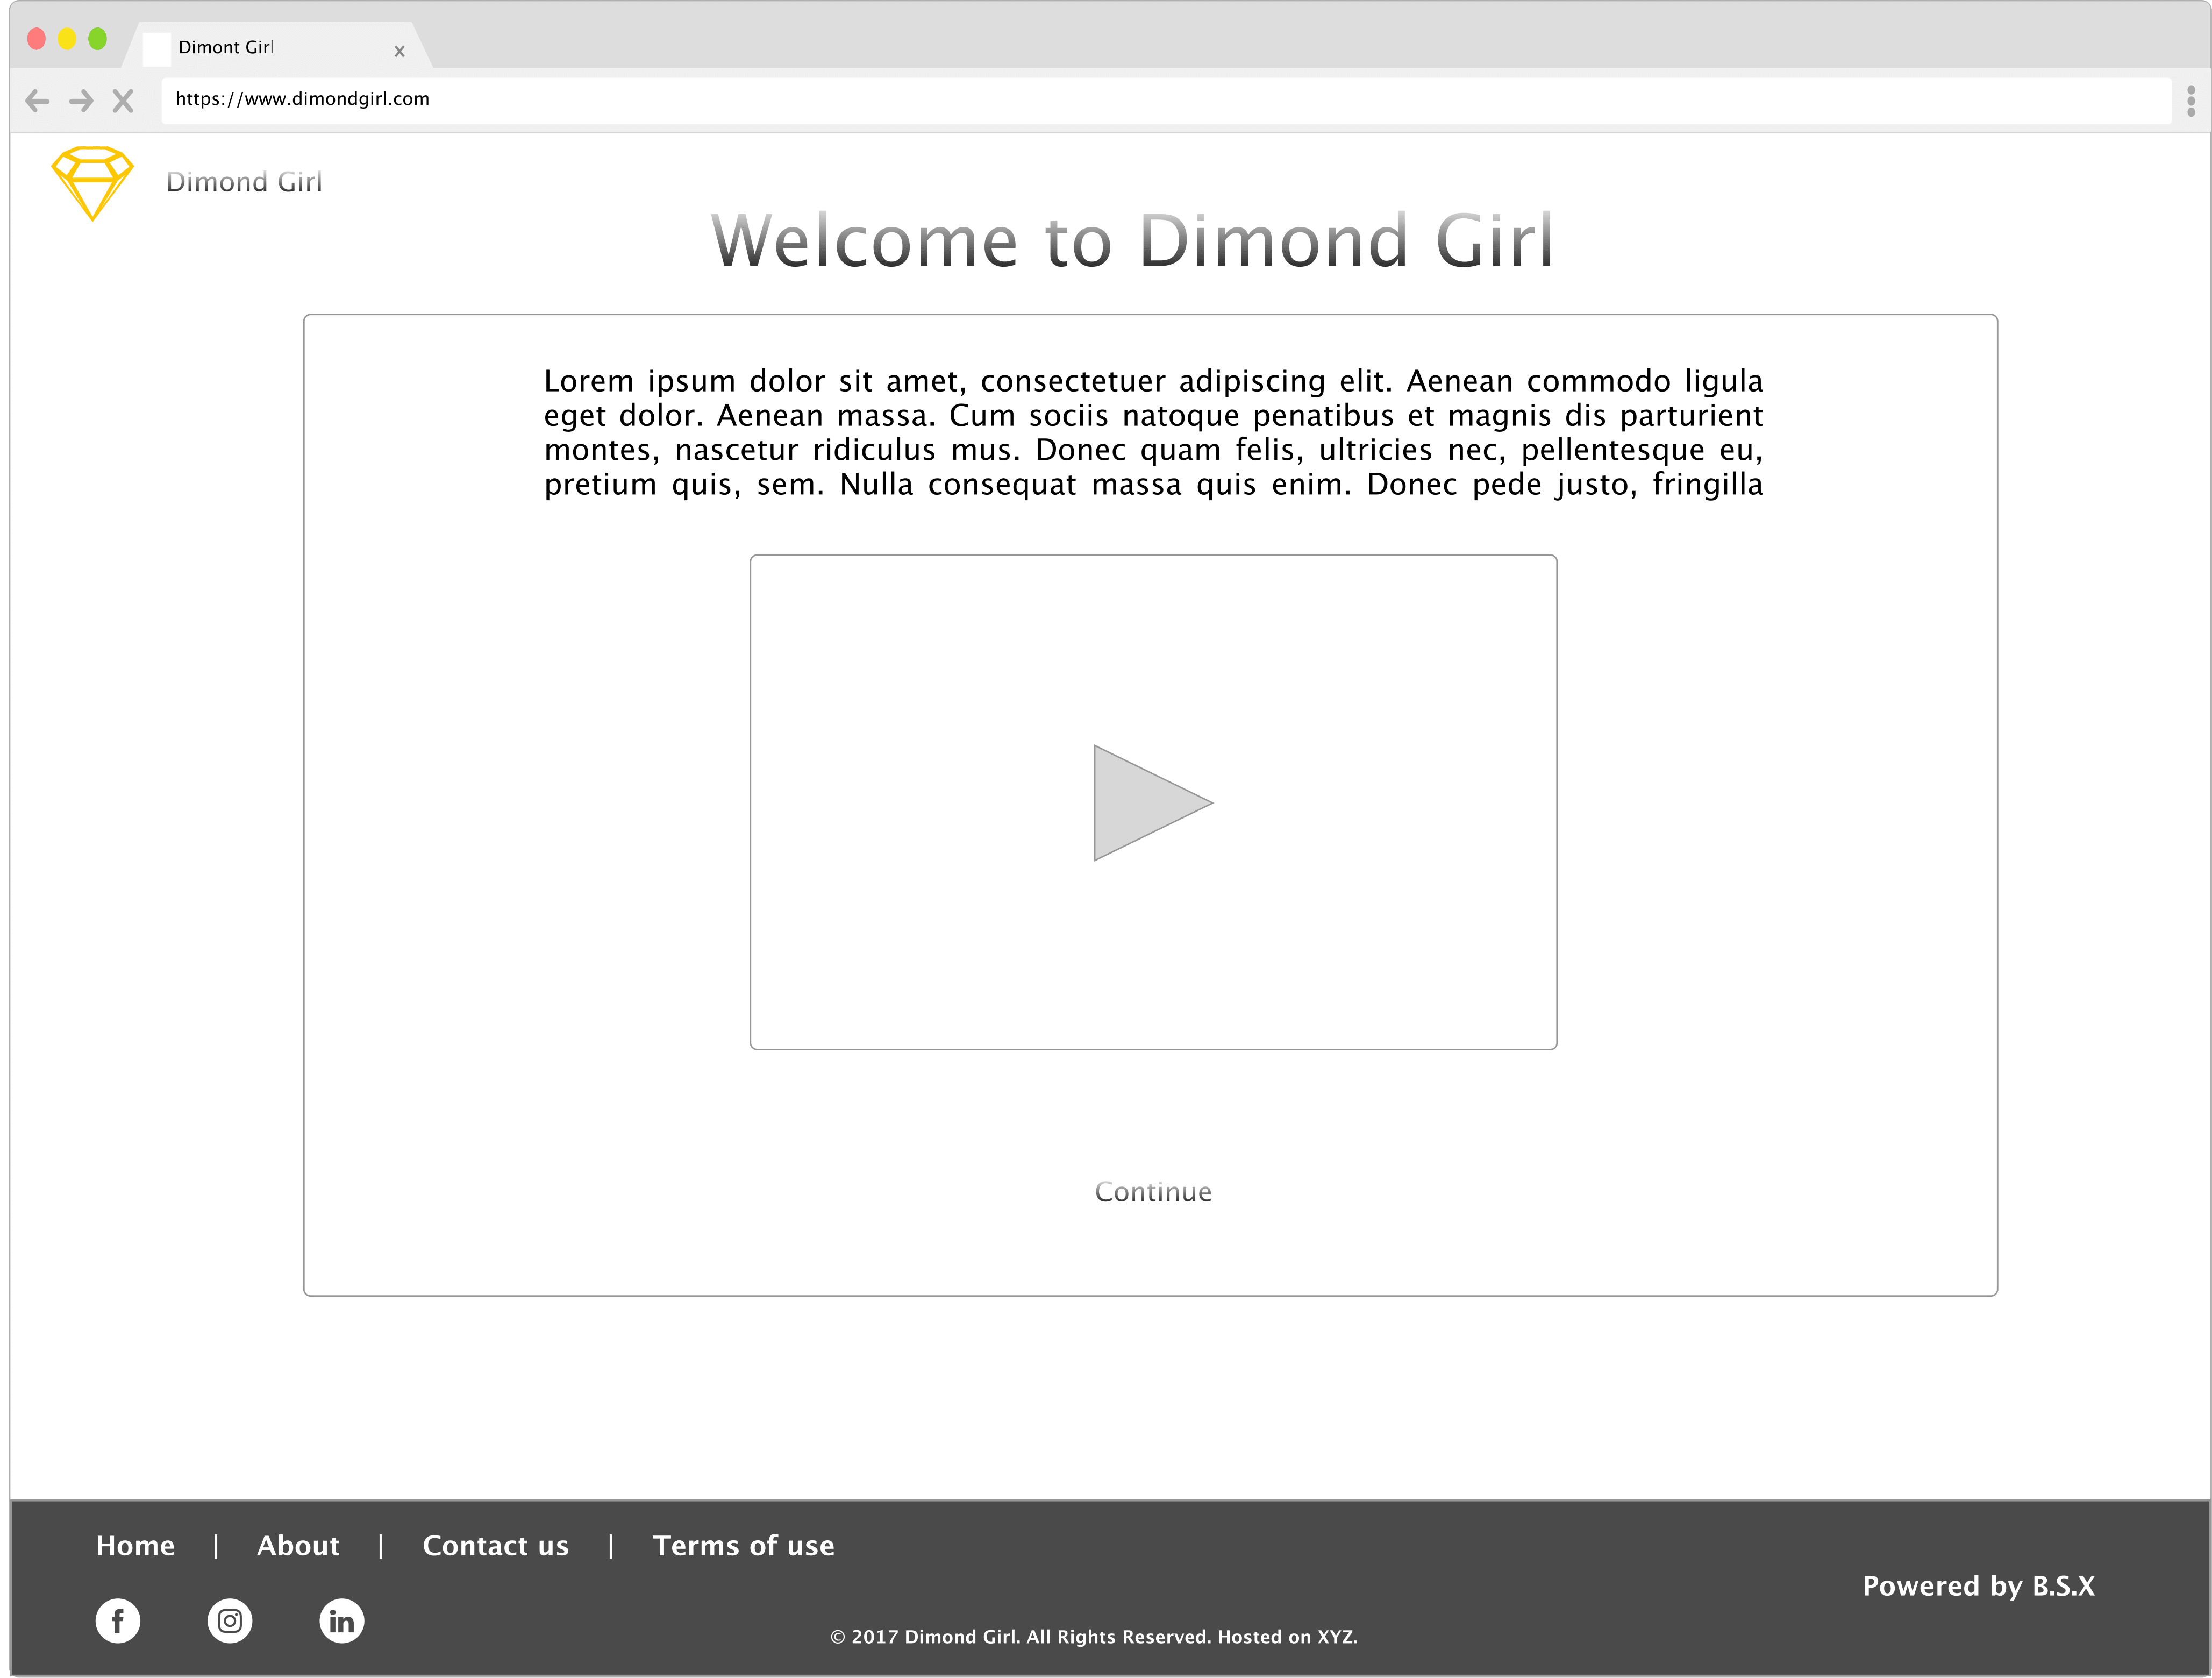 Dimont Girl
https://www.dimondgirl.com
Dimond Girl
Welcome to Dimond Girl
Lorem ipsum dolor sit amet, consectetuer adipiscing elit. Aenean commodo ligula
eget dolor. Aenean massa. Cum sociis natoque penatibus et magnis dis parturient
montes, nascetur ridiculus mus. Donec quam felis, ultricies nec, pellentesque eu,
pretium quis, sem. Nulla consequat massa quis enim. Donec pede justo, fringilla
Continue
Home | About | Contact us | Terms of use
Powered by B.S.X
© 2017 Dimond Girl. All Rights Reserved. Hosted on XYZ.